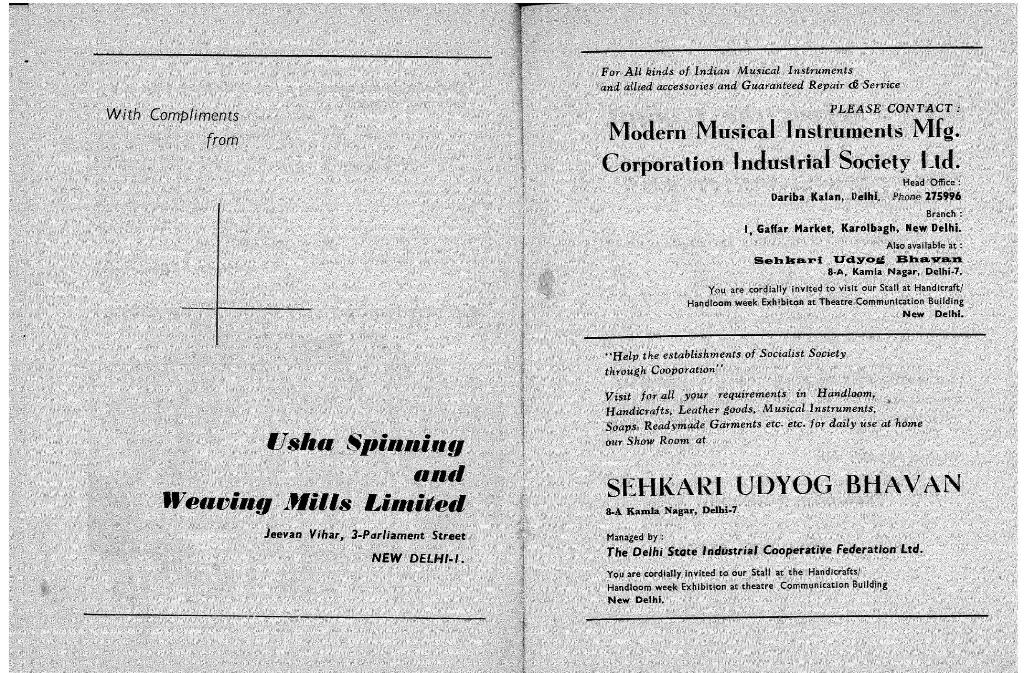 With Compliments
from
Usha Spinning
and
Weaving Mills Limited
Jeevan Vihar, 3-Parliament Street
NEW DELHI-1.
For All kinds of Indian Musical Instruments
and allied accessories and Guaranteed Repair & Service
PLEASE CONTACT :
Modern Musical Instruments Mfg.
Corporation Industrial Society Ltd.
Head Office :
Dariba Kalan, Delhi, Phone 275996
Branch :
1, Gaffar Market, Karolbagh, New Delhi.
Also available at :
Sehkari Udyog Bhavan
8-A, Kamla Nagar, Delhi-7.
You are cordially invited to visit our Stall at Handicraft/
Handloom week Exhibiton at Theatre Communication Building
New Delhi.
"Help the establishments of Socialist Society
through Cooporation"
Visit for all your requirements in Handloom,
Handicrafts, Leather goods, Musical Instruments,
Soaps, Readymade Garments etc. etc. for daily use at home
our Show Room at
SEHKARI UDYOG BHAVAN
8-A Kamla Nagar, Delhi-7
Managed by :
The Delhi State Industrial Cooperative Federation Ltd.
You are cordially invited to our Stall at the Handicrafts/
Handloom week Exhibition at theatre Communication Building
New Delhi.